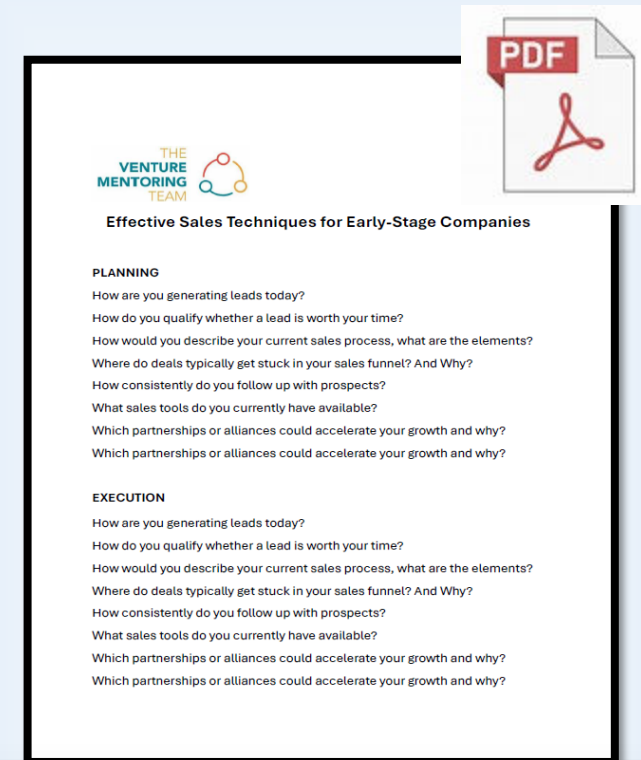 PDF
THE
VENTURE
MENTORING
TEAM
Effective Sales Techniques for Early-Stage Companies
PLANNING
How are you generating leads today?
How do you qualify whether a lead is worth your time?
How would you describe your current sales process, what are the elements?
Where do deals typically get stuck in your sales funnel? And Why?
How consistently do you follow up with prospects?
What sales tools do you currently have available?
Which partnerships or alliances could accelerate your growth and why?
Which partnerships or alliances could accelerate your growth and why?
EXECUTION
How are you generating leads today?
How do you qualify whether a lead is worth your time?
How would you describe your current sales process, what are the elements?
Where do deals typically get stuck in your sales funnel? And Why?
How consistently do you follow up with prospects?
What sales tools do you currently have available?
Which partnerships or alliances could accelerate your growth and why?
Which partnerships or alliances could accelerate your growth and why?